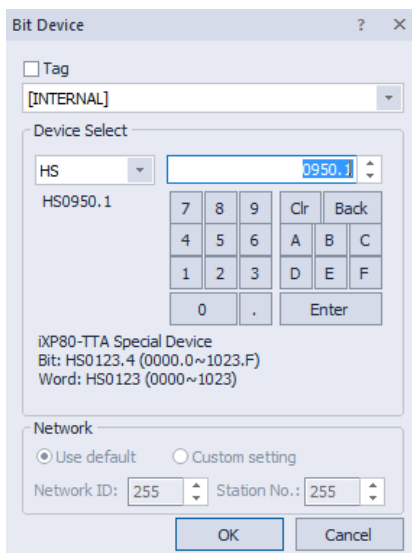 Bit Device ? ×
Tag
[INTERNAL]
Device Select
HS 0950.1
HS0950.1
7 8 9 Clr Back
4 5 6 A B C
1 2 3 D E F
0 . Enter
iXP80-TTA Special Device
Bit: HS0123.4 (0000.0~1023.F)
Word: HS0123 (0000~1023)
Network
Use default Custom setting
Network ID: 255 Station No.: 255
OK Cancel